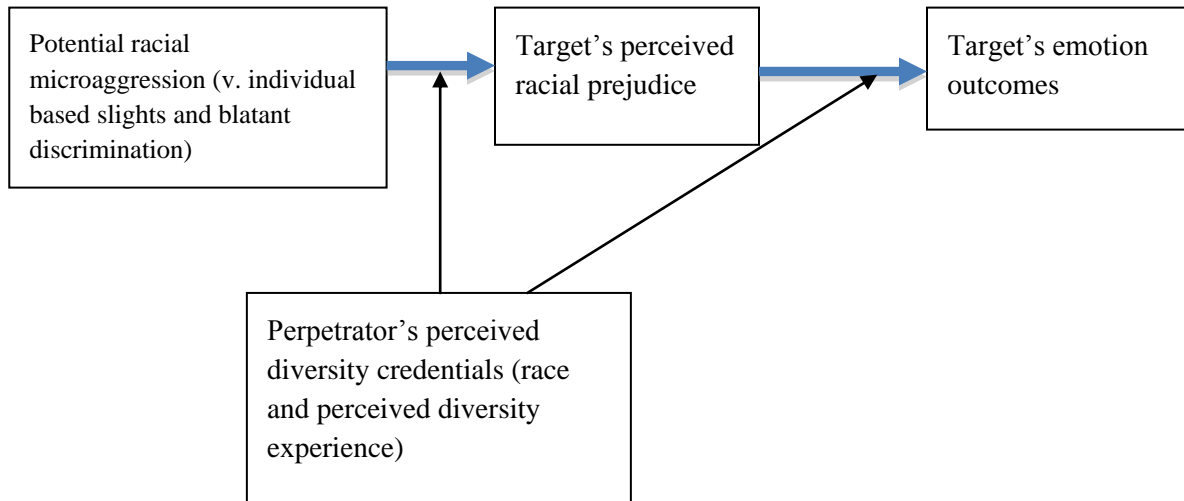 Potential racial
microaggression (v. individual
based slights and blatant
discrimination)
Target’s perceived
racial prejudice
Target’s emotion
outcomes
Perpetrator’s perceived
diversity credentials (race
and perceived diversity
experience)